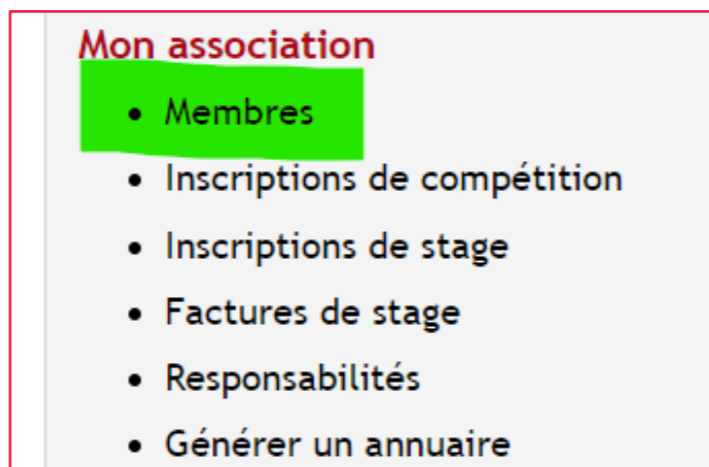 Mon association
• Membres
• Inscriptions de compétition
• Inscriptions de stage
• Factures de stage
• Responsabilités
• Générer un annuaire